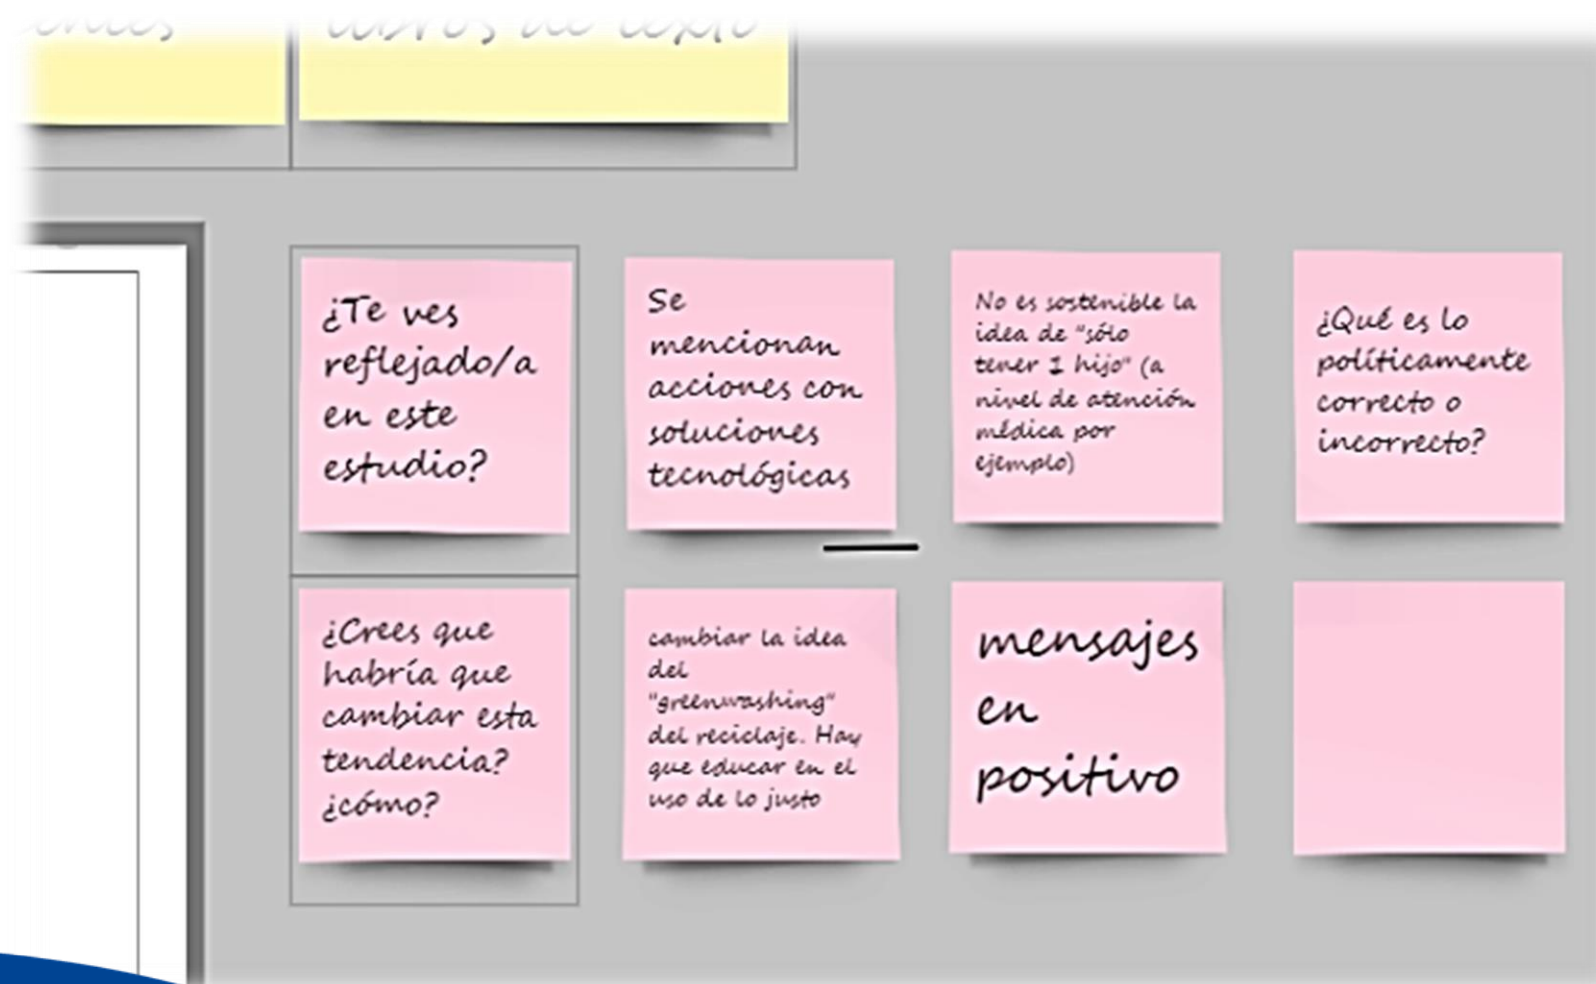 libros de texto
¿Te ves
reflejado/a
en este
estudio?
Se
mencionan
acciones con
soluciones
tecnológicas
No es sostenible la
idea de "sólo
tener 1 hijo" (a
nivel de atención
médica por
ejemplo)
¿Qué es lo
políticamente
correcto o
incorrecto?
¿Crees que
habría que
cambiar esta
tendencia?
¿cómo?
cambiar la idea
del
"greenwashing"
del reciclaje. Hay
que educar en el
uso de lo justo
mensajes
en
positivo